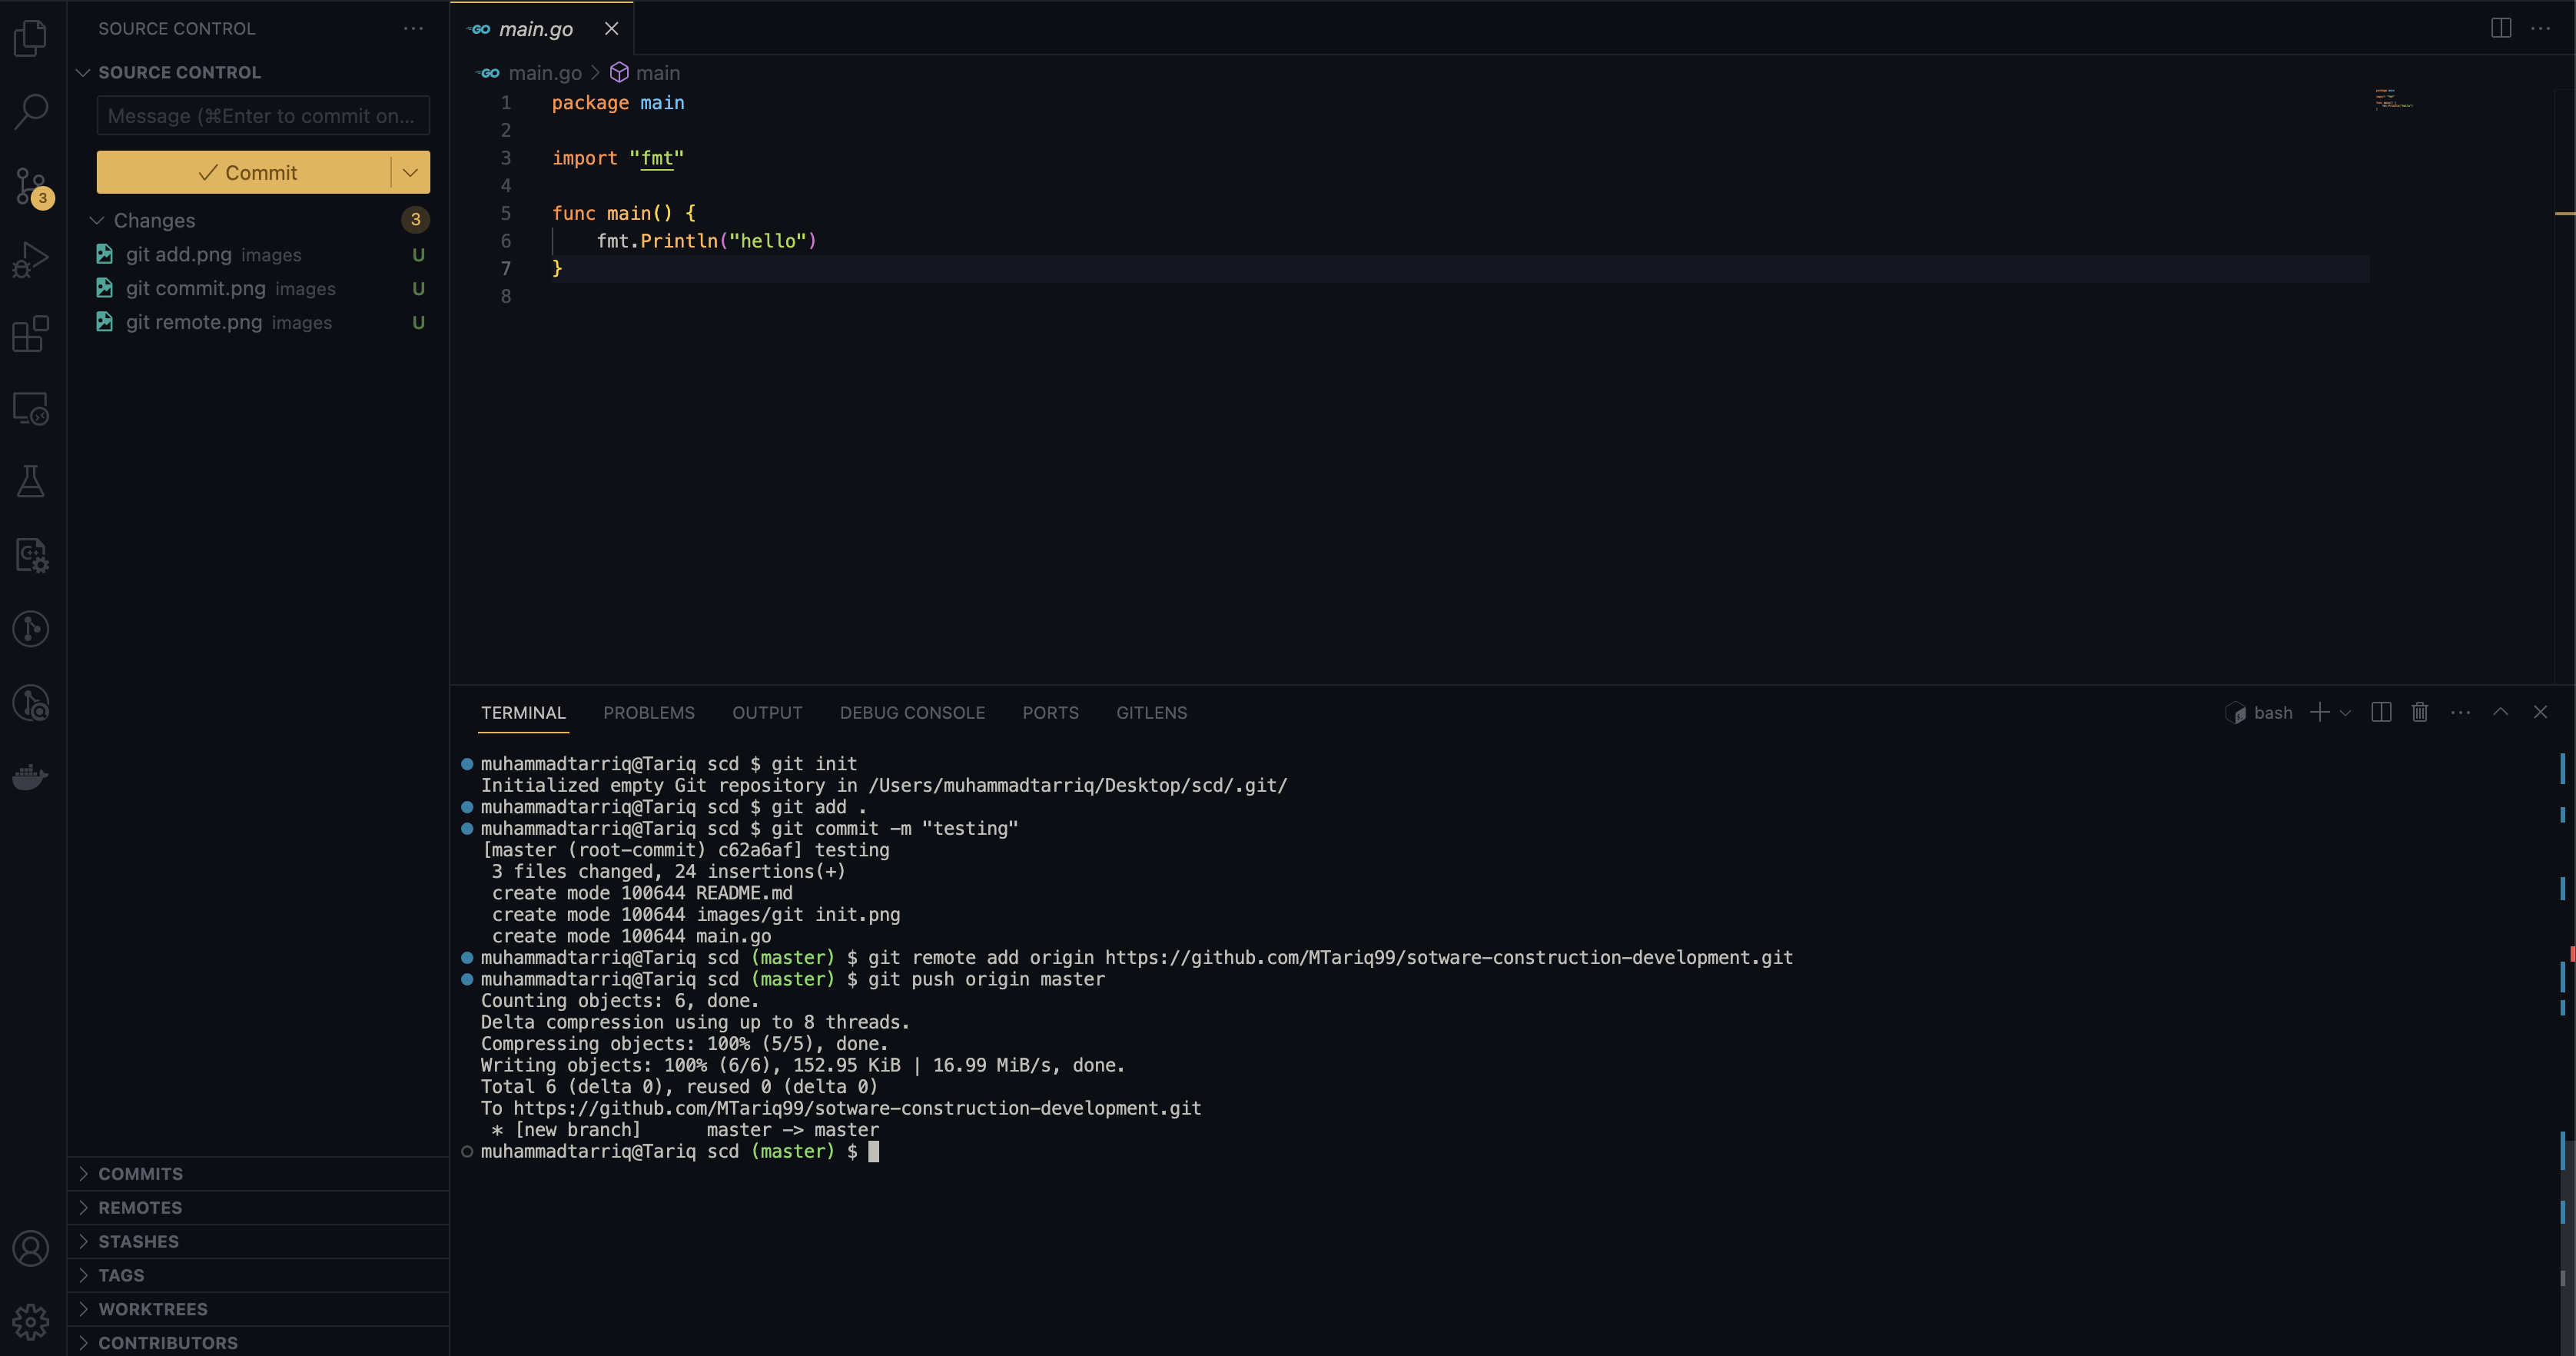 SOURCE CONTROL
SOURCE CONTROL
Message (⌘Enter to commit on...
Commit
Changes 3
git add.png images U
git commit.png images U
git remote.png images U
3
COMMITS
REMOTES
STASHES
TAGS
WORKTREES
CONTRIBUTORS
GO main.go
GO main.go > main
1 package main
2
3 import "fmt"
4
5 func main() {
6 fmt.Println("hello")
7 }
8
TERMINAL PROBLEMS OUTPUT DEBUG CONSOLE PORTS GITLENS bash
muhammadtarriq@Tariq scd $ git init
Initialized empty Git repository in /Users/muhammadtarriq/Desktop/scd/.git/
muhammadtarriq@Tariq scd $ git add .
muhammadtarriq@Tariq scd $ git commit -m "testing"
[master (root-commit) c62a6af] testing
3 files changed, 24 insertions(+)
create mode 100644 README.md
create mode 100644 images/git init.png
create mode 100644 main.go
muhammadtarriq@Tariq scd (master) $ git remote add origin https://github.com/MTariq99/sotware-construction-development.git
muhammadtarriq@Tariq scd (master) $ git push origin master
Counting objects: 6, done.
Delta compression using up to 8 threads.
Compressing objects: 100% (5/5), done.
Writing objects: 100% (6/6), 152.95 KiB | 16.99 MiB/s, done.
Total 6 (delta 0), reused 0 (delta 0)
To https://github.com/MTariq99/sotware-construction-development.git
* [new branch] master -> master
muhammadtarriq@Tariq scd (master) $